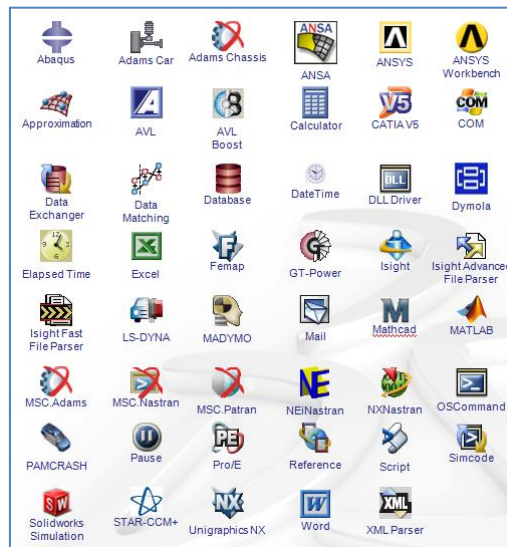 Abaqus
Adams Car
Adams Chassis
ANSA
ANSA
ANSYS
ANSYS
Workbench
Approximation
AVL
AVL
Boost
Calculator
V5
CATIA V5
COM
COM
Data
Exchanger
Data
Matching
Database
DateTime
DLL
DLL Driver
Dymola
Elapsed Time
Excel
Femap
GT-Power
Isight
Isight Advanced
File Parser
Isight Fast
File Parser
LS-DYNA
MADYMO
Mail
Mathcad
MATLAB
MSC.Adams
MSC.Nastran
MSC.Patran
NE
NEiNastran
NXNastran
OSCommand
PAMCRASH
Pause
PE
Pro/E
Reference
Script
Simcode
SW
Solidworks
Simulation
STAR-CCM+
NX
Unigraphics NX
W
Word
XML
XML Parser